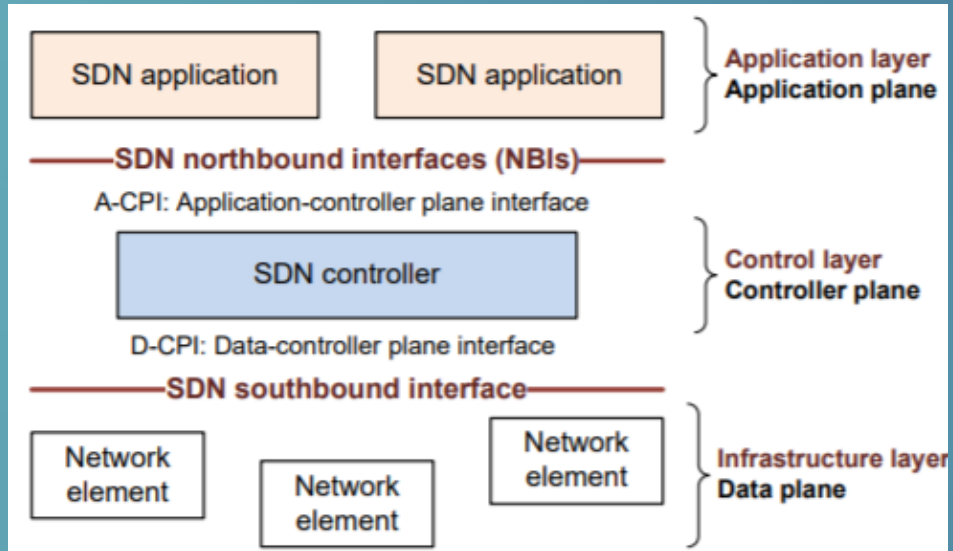 SDN application
SDN application
Application layer
Application plane
SDN northbound interfaces (NBIs)
A-CPI: Application-controller plane interface
SDN controller
Control layer
Controller plane
D-CPI: Data-controller plane interface
SDN southbound interface
Network
element
Network
element
Network
element
Infrastructure layer
Data plane